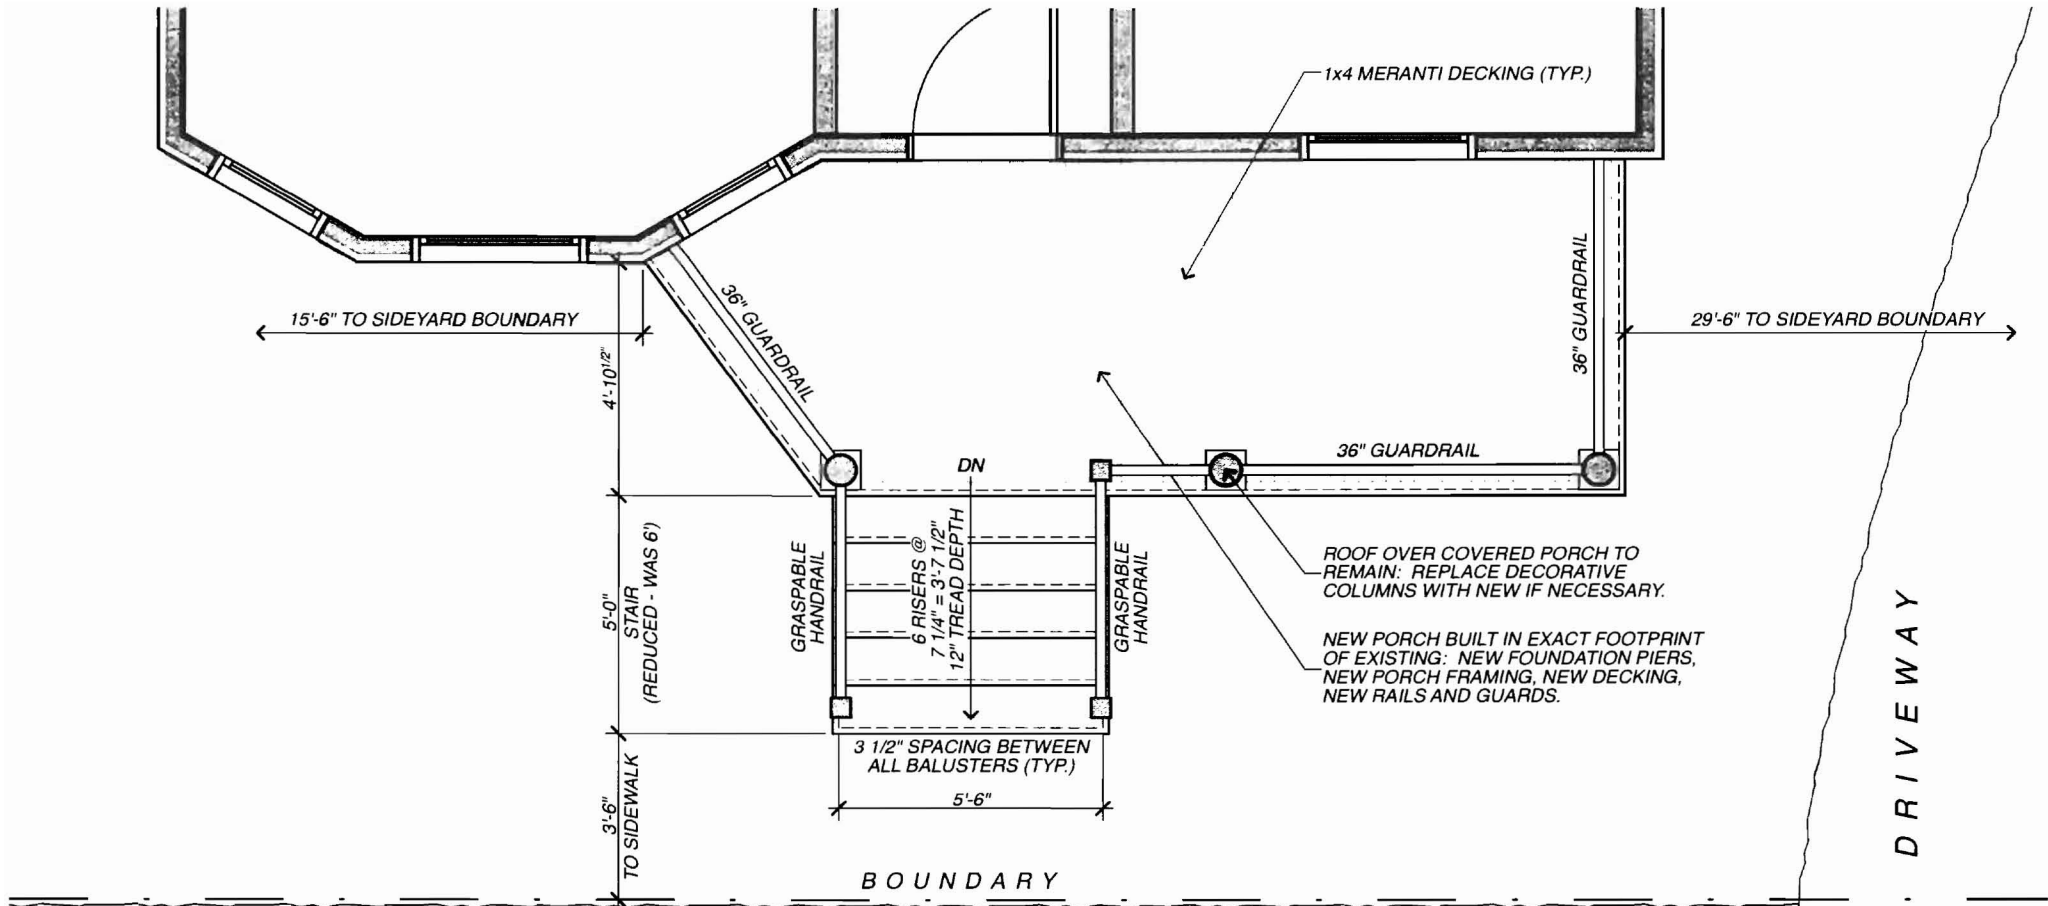 1x4 MERANTI DECKING (TYP.)
15'-6" TO SIDEYARD BOUNDARY
36" GUARDRAIL
36" GUARDRAIL
29'-6" TO SIDEYARD BOUNDARY
4'-10 1/2"
36" GUARDRAIL
DN
5'-0"
STAIR
(REDUCED - WAS 6')
GRASPABLE
HANDRAIL
6 RISERS @
7 1/4" = 3'-7 1/2"
12" TREAD DEPTH
GRASPABLE
HANDRAIL
ROOF OVER COVERED PORCH TO
REMAIN: REPLACE DECORATIVE
COLUMNS WITH NEW IF NECESSARY.
NEW PORCH BUILT IN EXACT FOOTPRINT
OF EXISTING: NEW FOUNDATION PIERS,
NEW PORCH FRAMING, NEW DECKING,
NEW RAILS AND GUARDS.
3 1/2" SPACING BETWEEN
ALL BALUSTERS (TYP.)
5'-6"
3'-6"
TO SIDEWALK
BOUNDARY
DRIVEWAY